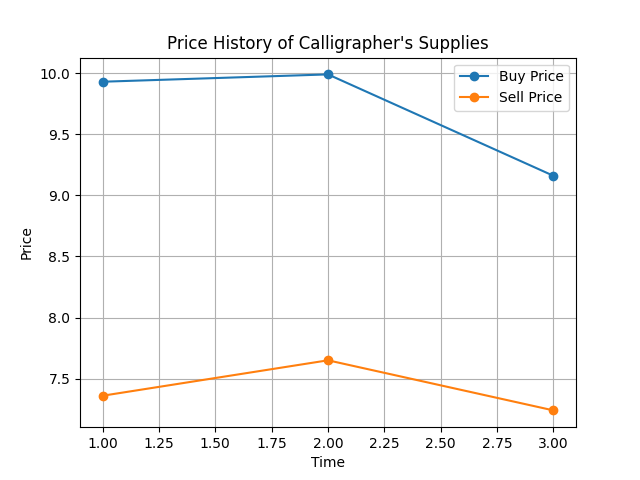 Price History of Calligrapher's Supplies
Buy Price
Sell Price
10.0
9.5
9.0
8.5
8.0
7.5
Price
1.00 1.25 1.50 1.75 2.00 2.25 2.50 2.75 3.00
Time